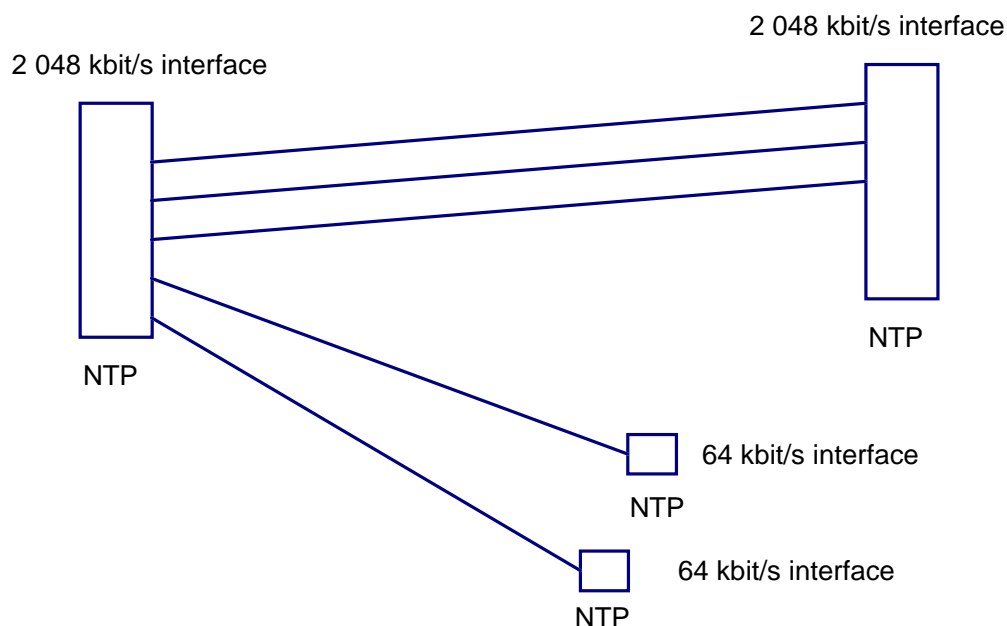 2 048 kbit/s interface
2 048 kbit/s interface
NTP
NTP
64 kbit/s interface
NTP
64 kbit/s interface
NTP